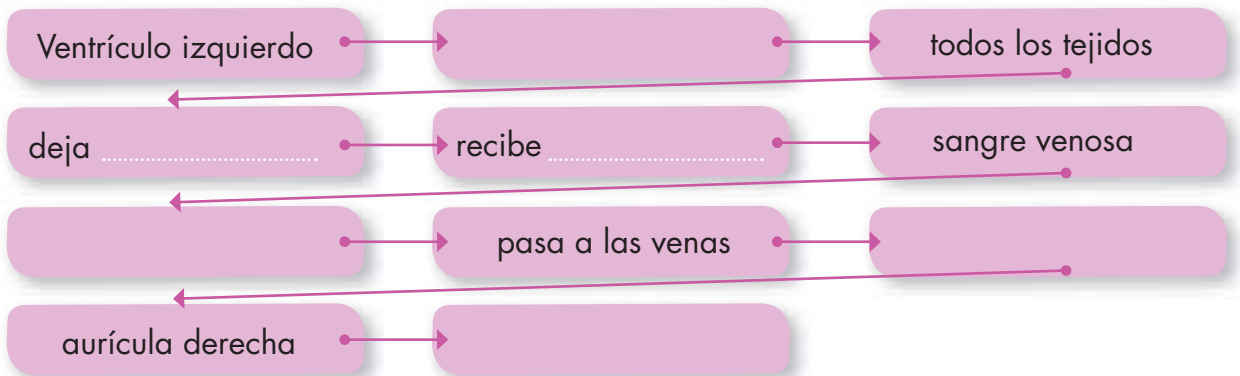 Ventrículo izquierdo
todos los tejidos
deja ..............................
recibe ..............................
sangre venosa
pasa a las venas
aurícula derecha